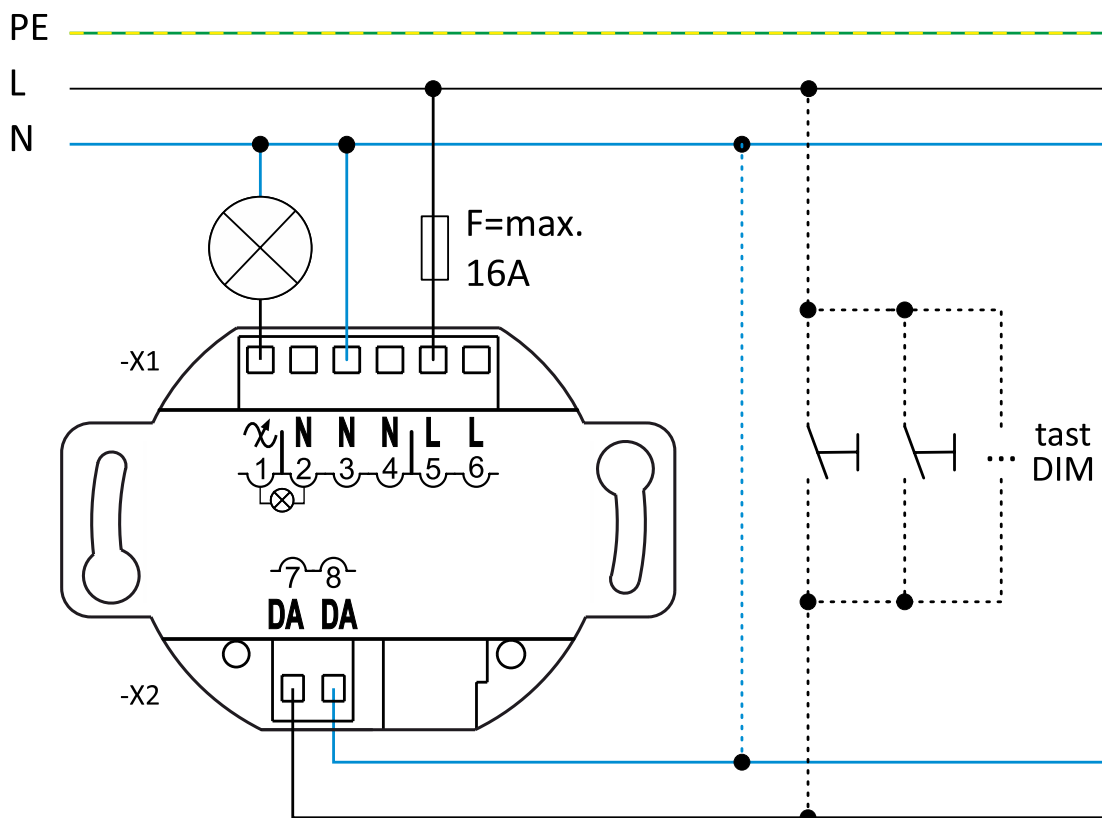 PE
L
N
F=max.
16A
-X1
N N N L L
1 2 3 4 5 6
tast
DIM
7 8
DA DA
-X2